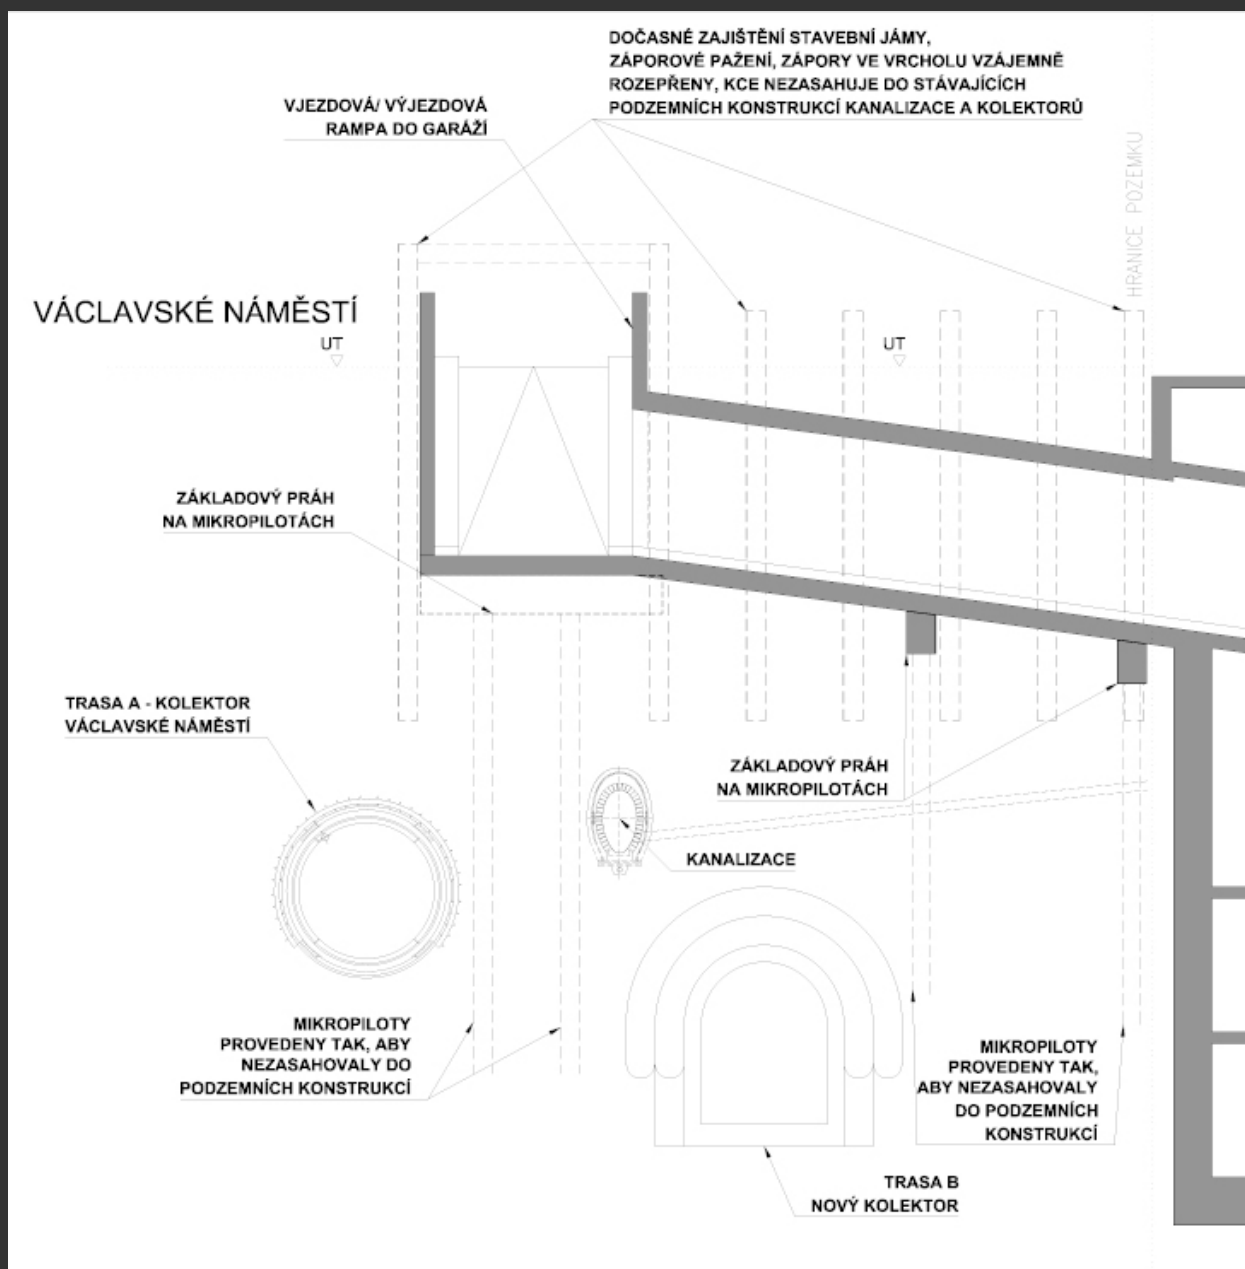 DOČASNÉ ZAJIŠTĚNÍ STAVEBNÍ JÁMY,
ZÁPOROVÉ PAŽENÍ, ZÁPORY VE VRCHOLU VZÁJEMNĚ
ROZEPŘENY, KCE NEZASAHUJE DO STÁVAJÍCÍCH
PODZEMNÍCH KONSTRUKCÍ KANALIZACE A KOLEKTORŮ
VJEZDOVÁ/ VÝJEZDOVÁ
RAMPA DO GARÁŽÍ
HRANICE POZEMKU
VÁCLAVSKÉ NÁMĚSTÍ
UT
UT
ZÁKLADOVÝ PRÁH
NA MIKROPILOTÁCH
TRASA A - KOLEKTOR
VÁCLAVSKÉ NÁMĚSTÍ
ZÁKLADOVÝ PRÁH
NA MIKROPILOTÁCH
KANALIZACE
MIKROPILOTY
PROVEDENY TAK, ABY
NEZASAHOVALY DO
PODZEMNÍCH KONSTRUKCÍ
MIKROPILOTY
PROVEDENY TAK,
ABY NEZASAHOVALY
DO PODZEMNÍCH
KONSTRUKCÍ
TRASA B
NOVÝ KOLEKTOR